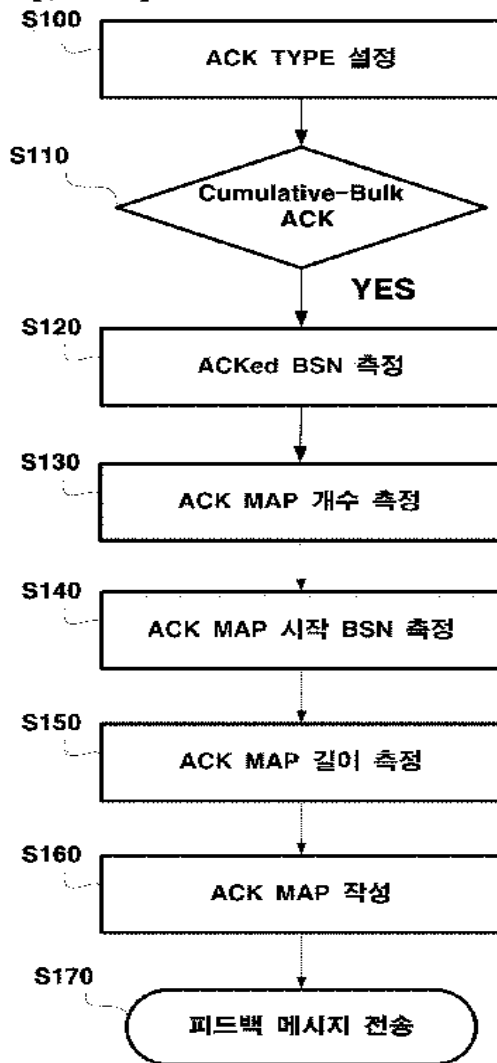 S100
ACK TYPE 설정
S110
Cumulative-Bulk
ACK
YES
S120
ACKed BSN 측정
S130
ACK MAP 개수 측정
S140
ACK MAP 시작 BSN 측정
S150
ACK MAP 길이 측정
S160
ACK MAP 작성
S170
피드백 메시지 전송